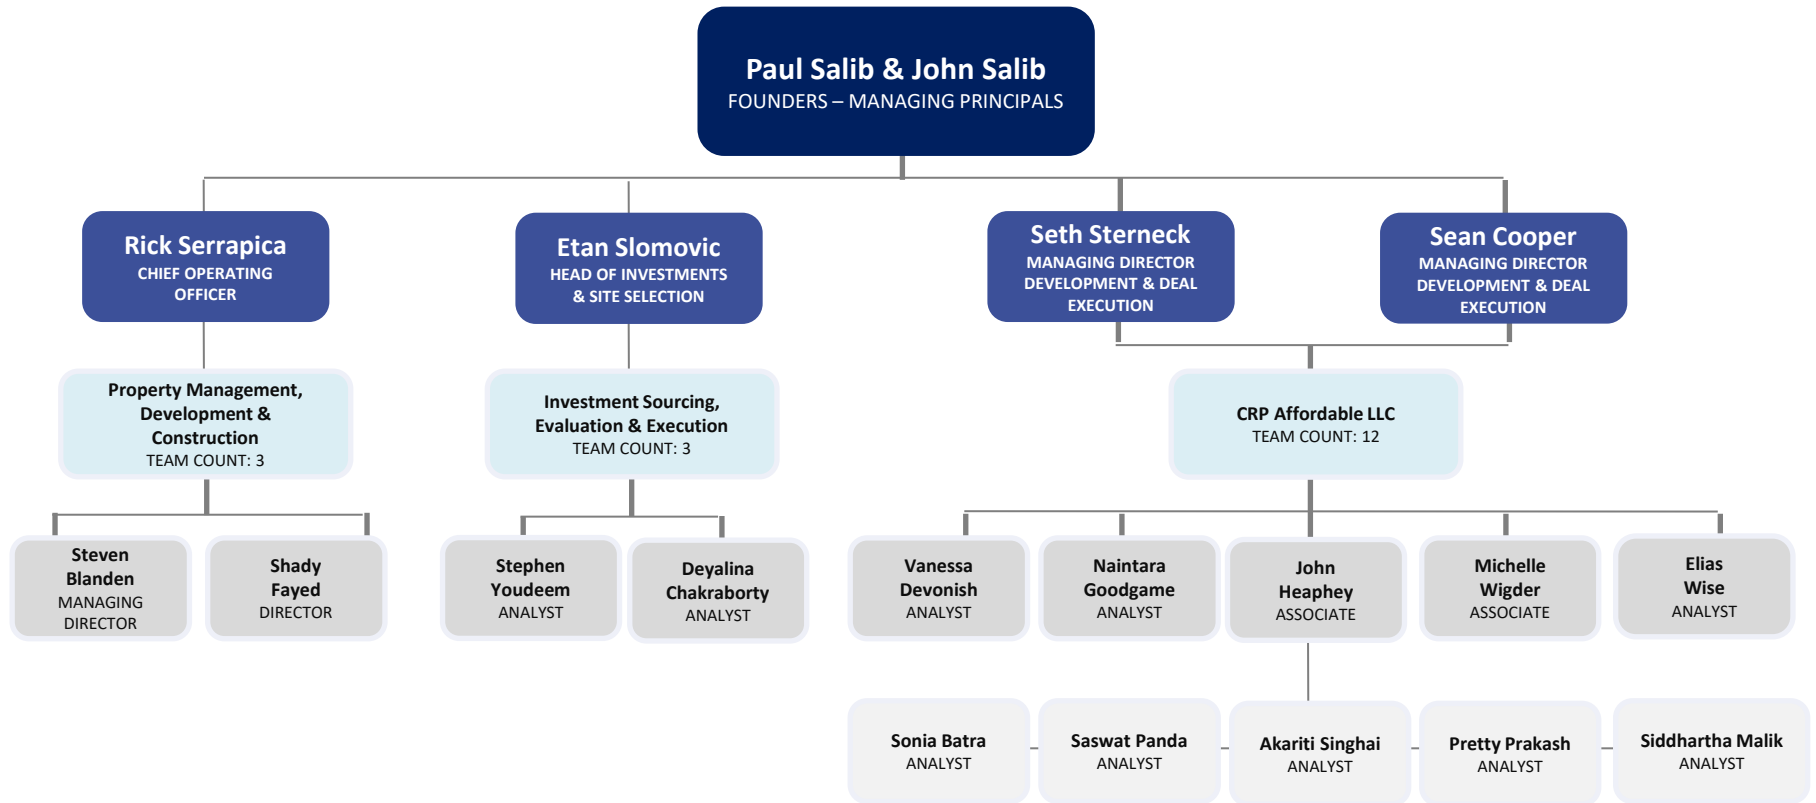 Paul Salib & John Salib
FOUNDERS – MANAGING PRINCIPALS
Rick Serrapica
CHIEF OPERATING
OFFICER
Etan Slomovic
HEAD OF INVESTMENTS
& SITE SELECTION
Seth Sterneck
MANAGING DIRECTOR
DEVELOPMENT & DEAL
EXECUTION
Sean Cooper
MANAGING DIRECTOR
DEVELOPMENT & DEAL
EXECUTION
Property Management,
Development &
Construction
TEAM COUNT: 3
Investment Sourcing,
Evaluation & Execution
TEAM COUNT: 3
CRP Affordable LLC
TEAM COUNT: 12
Steven
Blanden
MANAGING
DIRECTOR
Shady
Fayed
DIRECTOR
Stephen
Youdeem
ANALYST
Deyalina
Chakraborty
ANALYST
Vanessa
Devonish
ANALYST
Naintara
Goodgame
ANALYST
John
Heaphey
ASSOCIATE
Michelle
Wigder
ASSOCIATE
Elias
Wise
ANALYST
Sonia Batra
ANALYST
Saswat Panda
ANALYST
Akariti Singhai
ANALYST
Pretty Prakash
ANALYST
Siddhartha Malik
ANALYST